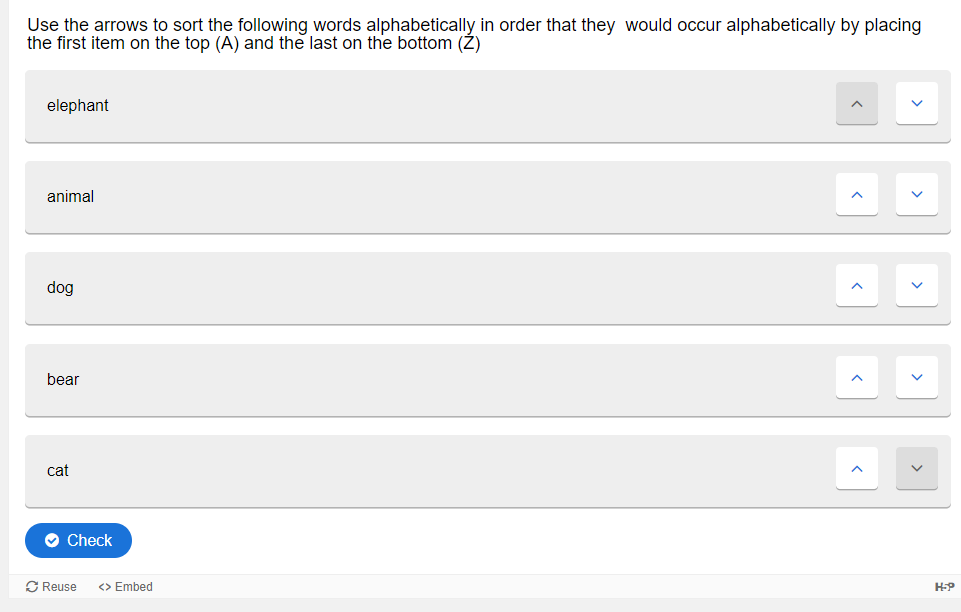 Use the arrows to sort the following words alphabetically in order that they  would occur alphabetically by placing
the first item on the top (A) and the last on the bottom (Z)
elephant
animal
dog
bear
cat
Check
Reuse <> Embed
H-P